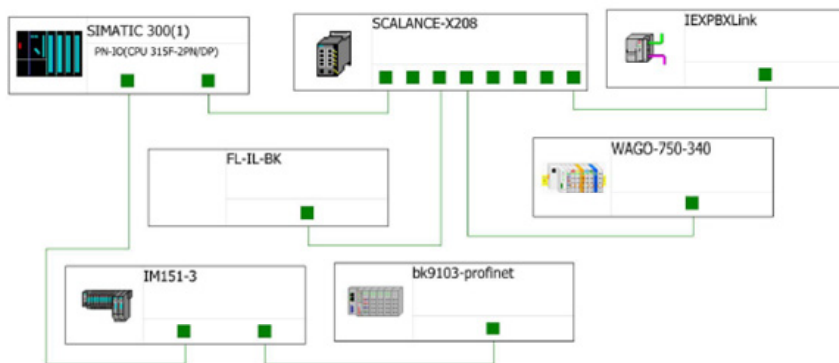 SIMATIC 300(1)
PN-IO(CPU 315F-2PN/DP)
SCALANCE-X208
IEXPBXLink
FL-IL-BK
WAGO-750-340
IM151-3
bk9103-profinet